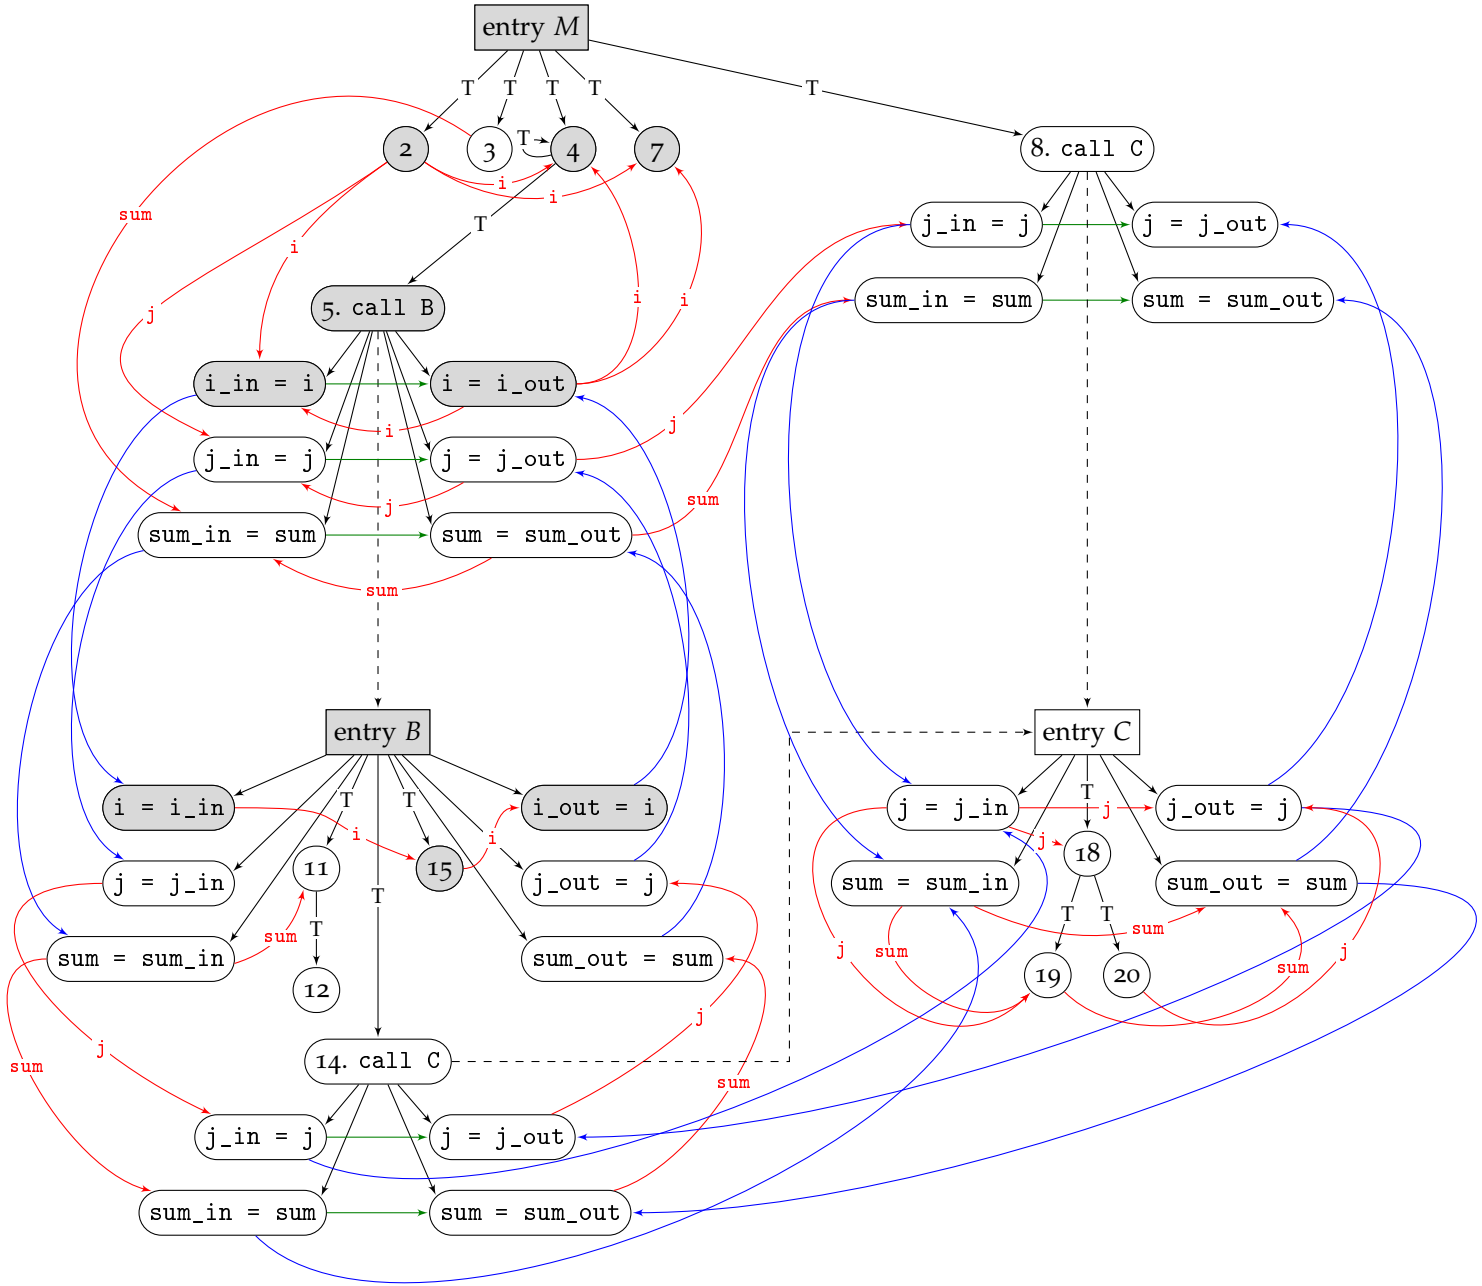 entry M
T T T T T
2 3 T 4 7 8. call C
i i
sum i T j_in = j j = j_out
j i i sum_in = sum sum = sum_out
5. call B
i_in = i i = i_out
i j
j_in = j j = j_out
j sum
sum_in = sum sum = sum_out
sum
entry B entry C
i = i_in T T i_out = i j = j_in T j j_out = j
i i j
11 15 18
j = j_in T j_out = j sum = sum_in T T sum_out = sum
sum T sum sum j sum j
sum = sum_in sum_out = sum sum
12 19 20
j j
sum 14. call C sum
j_in = j j = j_out
sum_in = sum sum = sum_out